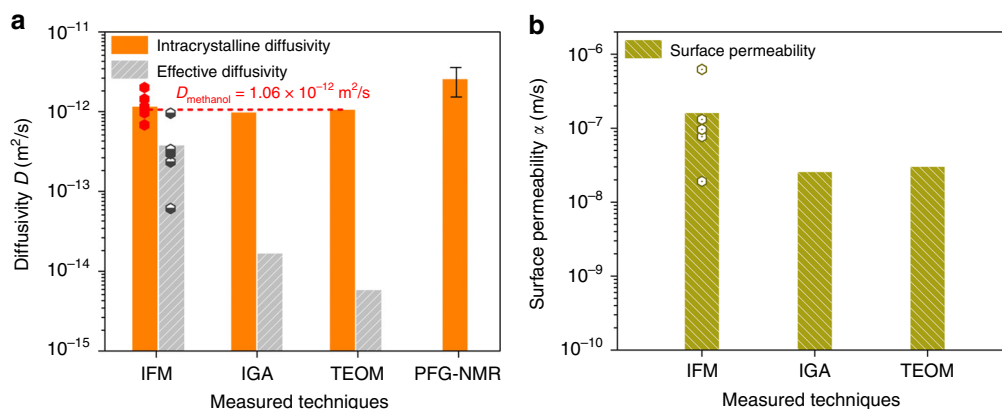 a
10⁻¹¹
10⁻¹²
10⁻¹³
10⁻¹⁴
10⁻¹⁵
Diffusivity D (m²/s)
Intracrystalline diffusivity
Effective diffusivity
Dmethanol = 1.06 × 10⁻¹² m²/s
IFM IGA TEOM PFG-NMR
Measured techniques
b
10⁻⁶
10⁻⁷
10⁻⁸
10⁻⁹
10⁻¹⁰
Surface permeability α (m/s)
Surface permeability
IFM IGA TEOM
Measured techniques